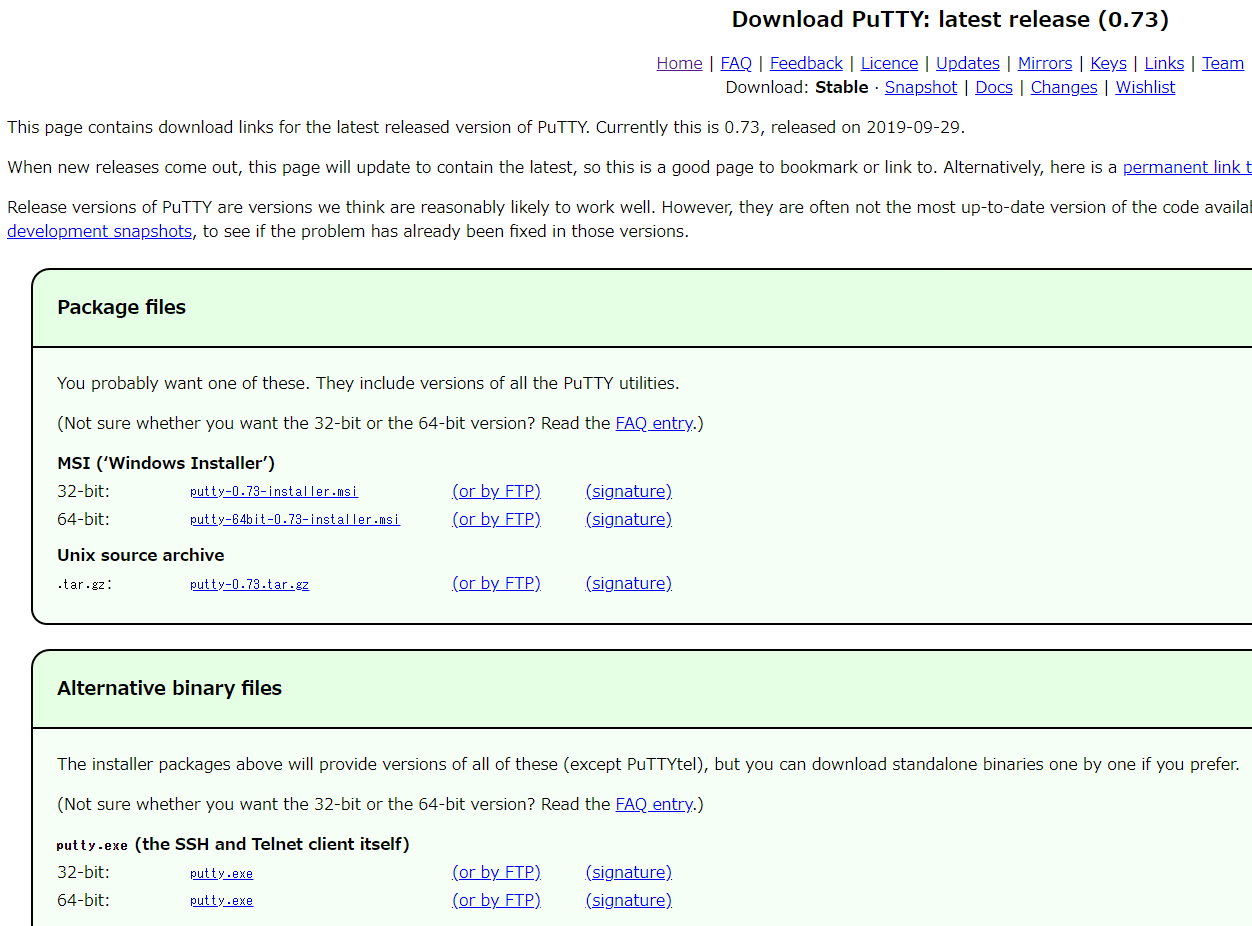 Download PuTTY: latest release (0.73)
Home | FAQ | Feedback | Licence | Updates | Mirrors | Keys | Links | Team
Download: Stable · Snapshot | Docs | Changes | Wishlist
This page contains download links for the latest released version of PuTTY. Currently this is 0.73, released on 2019-09-29.
When new releases come out, this page will update to contain the latest, so this is a good page to bookmark or link to. Alternatively, here is a permanent link t
Release versions of PuTTY are versions we think are reasonably likely to work well. However, they are often not the most up-to-date version of the code availab
development snapshots, to see if the problem has already been fixed in those versions.
Package files
You probably want one of these. They include versions of all the PuTTY utilities.
(Not sure whether you want the 32-bit or the 64-bit version? Read the FAQ entry.)
MSI (‘Windows Installer’)
32-bit: putty-0.73-installer.msi (or by FTP) (signature)
64-bit: putty-64bit-0.73-installer.msi (or by FTP) (signature)
Unix source archive
.tar.gz: putty-0.73.tar.gz (or by FTP) (signature)
Alternative binary files
The installer packages above will provide versions of all of these (except PuTTYtel), but you can download standalone binaries one by one if you prefer.
(Not sure whether you want the 32-bit or the 64-bit version? Read the FAQ entry.)
putty.exe (the SSH and Telnet client itself)
32-bit: putty.exe (or by FTP) (signature)
64-bit: putty.exe (or by FTP) (signature)